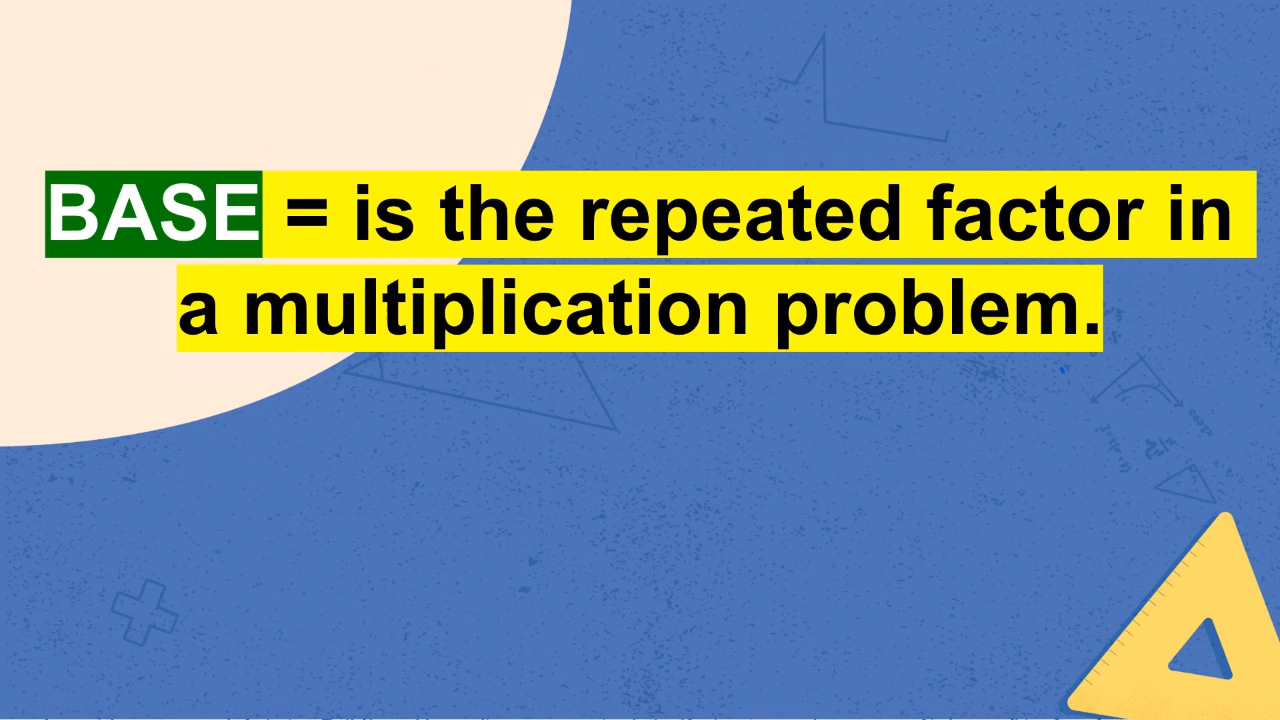 BASE = is the repeated factor in
a multiplication problem.